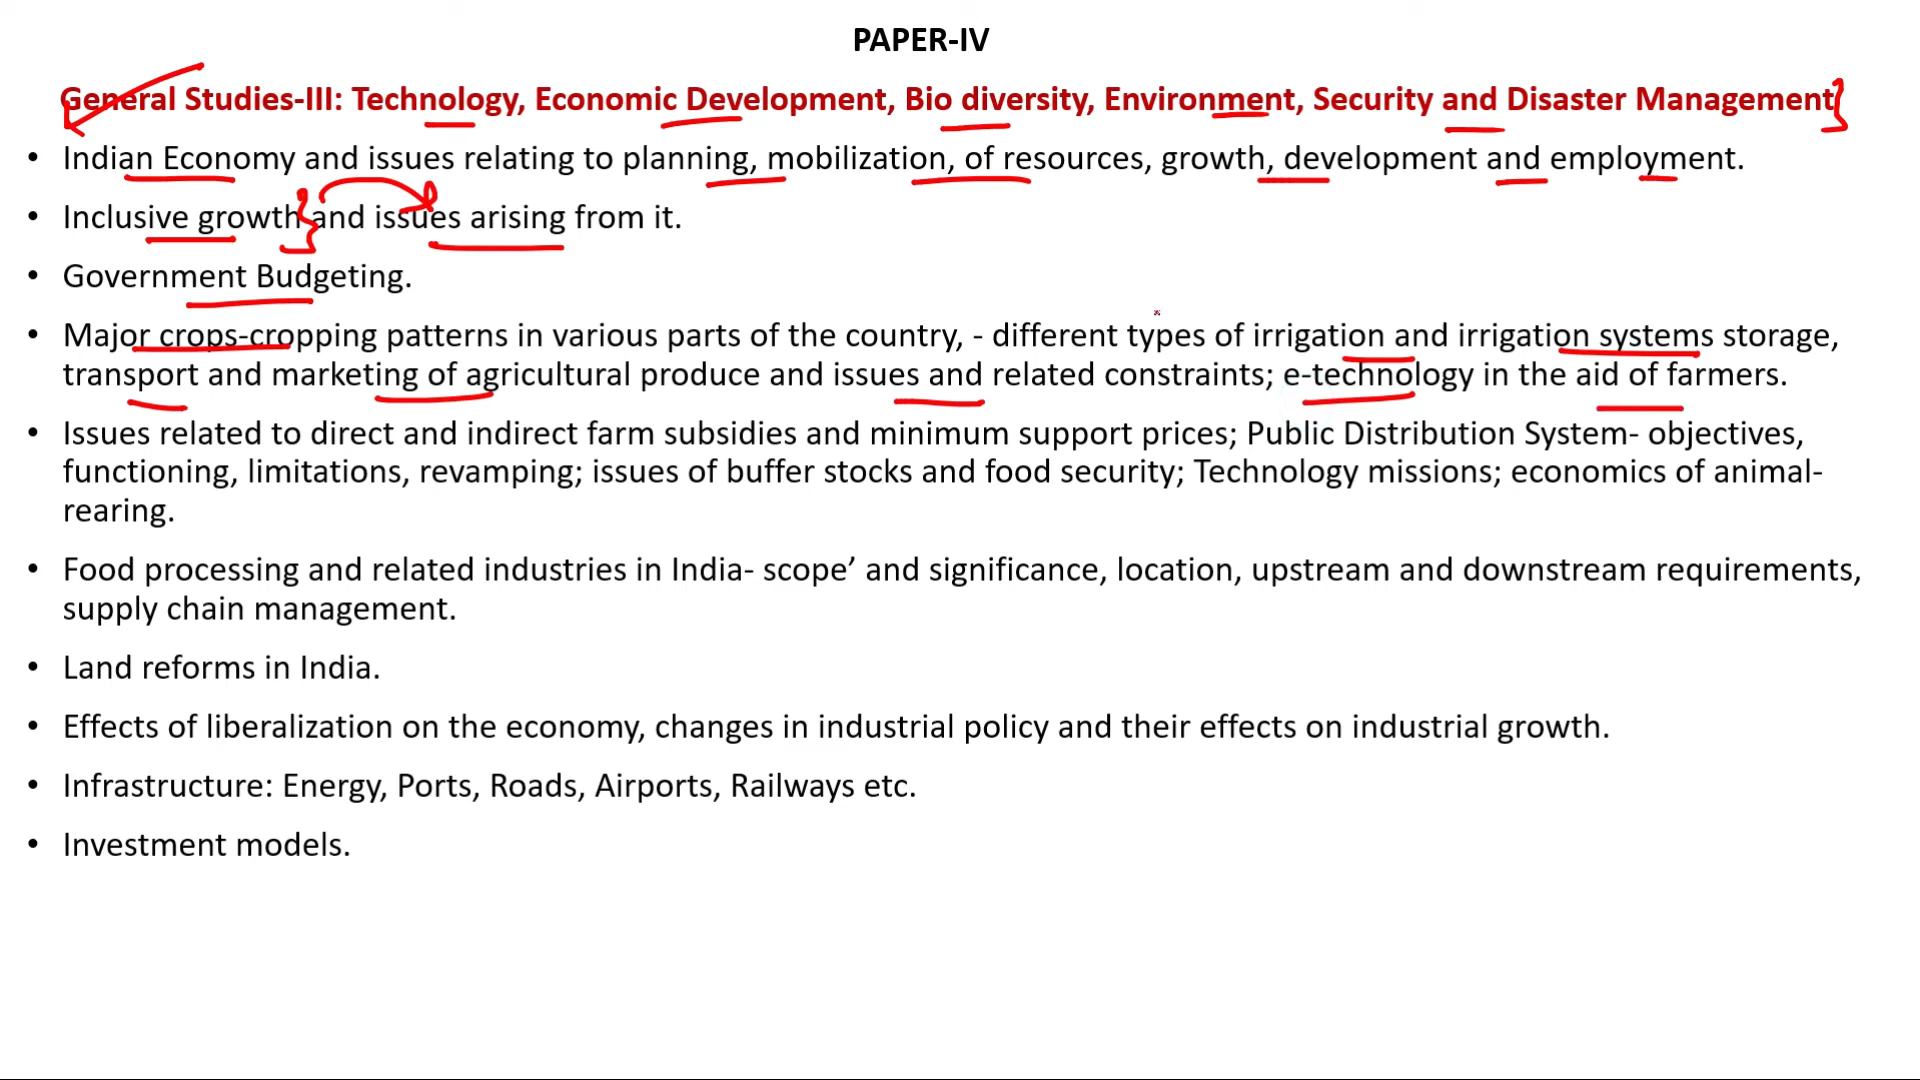 PAPER-IV
General Studies-III: Technology, Economic Development, Bio diversity, Environment, Security and Disaster Management
• Indian Economy and issues relating to planning, mobilization, of resources, growth, development and employment.
• Inclusive growth and issues arising from it.
• Government Budgeting.
• Major crops-cropping patterns in various parts of the country, - different types of irrigation and irrigation systems storage,
transport and marketing of agricultural produce and issues and related constraints; e-technology in the aid of farmers.
• Issues related to direct and indirect farm subsidies and minimum support prices; Public Distribution System- objectives,
functioning, limitations, revamping; issues of buffer stocks and food security; Technology missions; economics of animal-
rearing.
• Food processing and related industries in India- scope’ and significance, location, upstream and downstream requirements,
supply chain management.
• Land reforms in India.
• Effects of liberalization on the economy, changes in industrial policy and their effects on industrial growth.
• Infrastructure: Energy, Ports, Roads, Airports, Railways etc.
• Investment models.